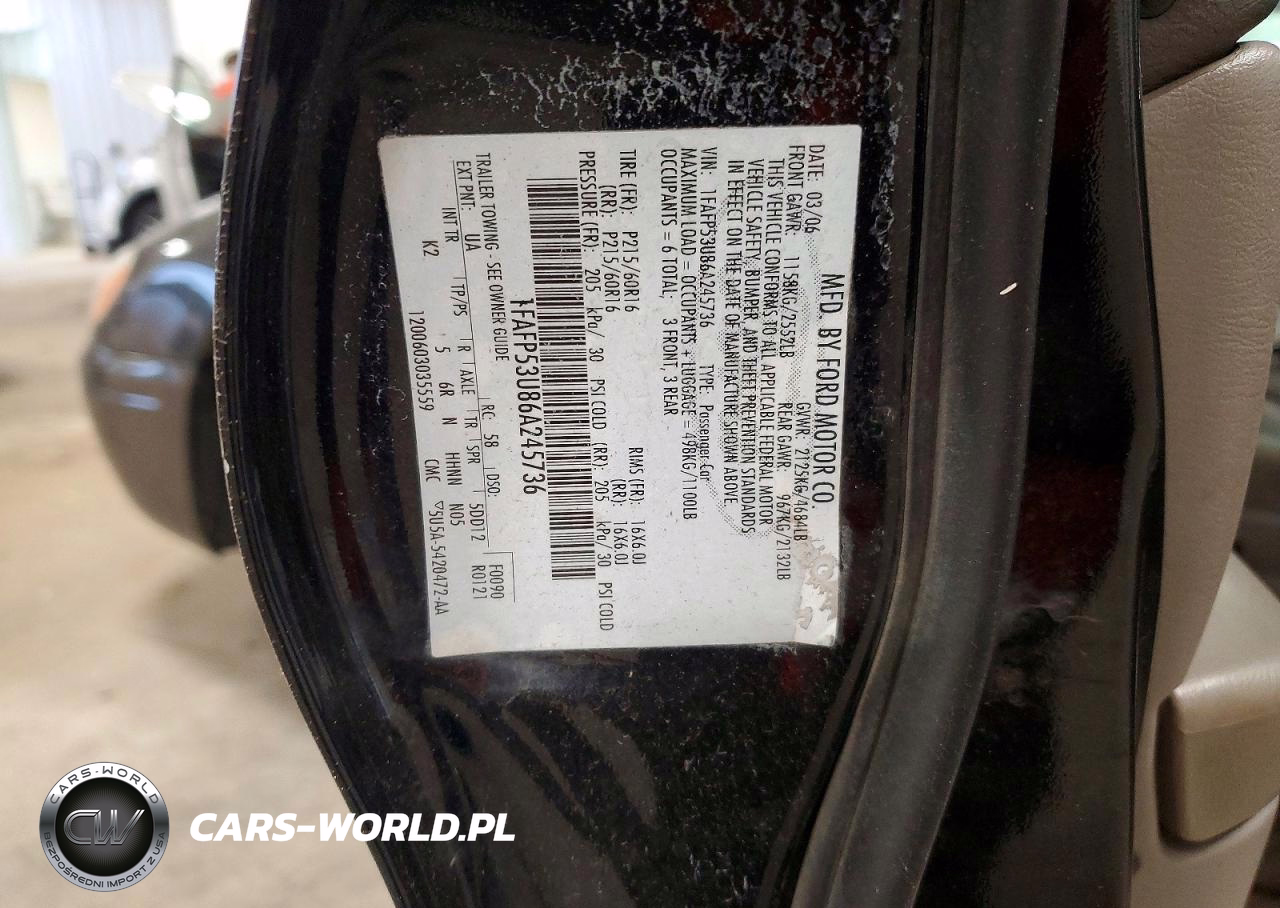 MFD. BY FORD MOTOR CO.
DATE: 03/06 GVWR: 2125KG/4684LB
FRONT GAWR: 1158KG/2552LB REAR GAWR: 967KG/2132LB
THIS VEHICLE CONFORMS TO ALL APPLICABLE FEDERAL MOTOR
VEHICLE SAFETY, BUMPER, AND THEFT PREVENTION STANDARDS
IN EFFECT ON THE DATE OF MANUFACTURE SHOWN ABOVE.
VIN: 1FAFP53U86A245736 TYPE: Passenger Car
MAXIMUM LOAD = OCCUPANTS + LUGGAGE = 498KG/1100LB
OCCUPANTS = 6 TOTAL; 3 FRONT, 3 REAR
TIRE (FR): P215/60R16 RIMS (FR): 16X6.0J
(RR): P215/60R16 (RR): 16X6.0J
PRESSURE (FR): 205 kPa/ 30 PSI COLD (RR): 205 kPa/30 PSI COLD
1FAFP53U86A245736
TRAILER TOWING - SEE OWNER GUIDE
EXT PNT: UA RC: 58 DSO: F0090
INT TR TP/PS R AXLE TR SPR 5DD12 R0121
K2 5 6R N HHNN N05
120060303559 CMC ▽5U5A-5420472-AA
CARS-WORLD
CW
BEZPOŚREDNI IMPORT Z USA
CARS-WORLD.PL